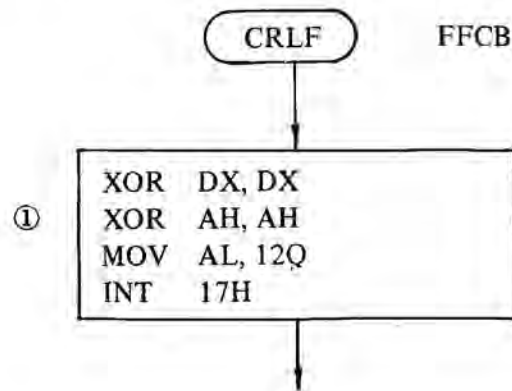 CRLF FFCB
XOR DX, DX
① XOR AH, AH
MOV AL, 12Q
INT 17H